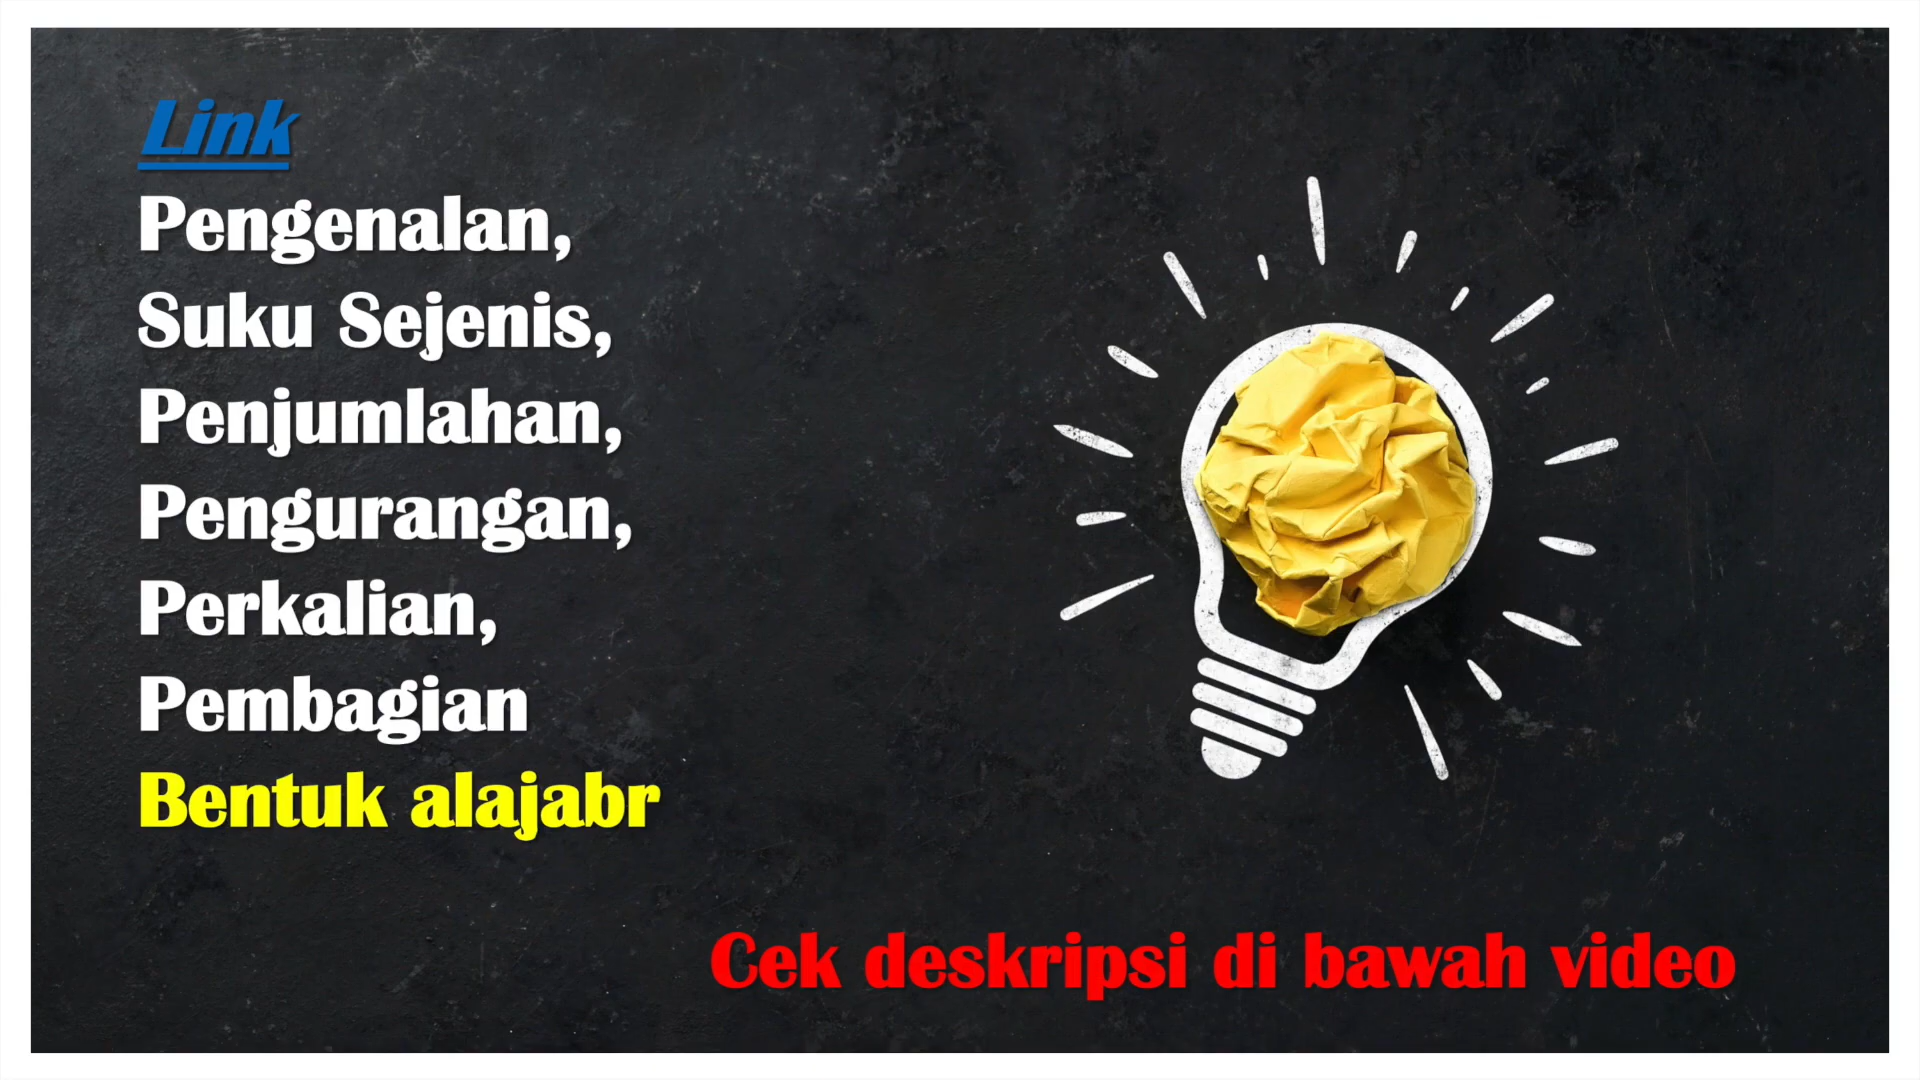 Link
Pengenalan,
Suku Sejenis,
Penjumlahan,
Pengurangan,
Perkalian,
Pembagian
Bentuk alajabr
Cek deskripsi di bawah video